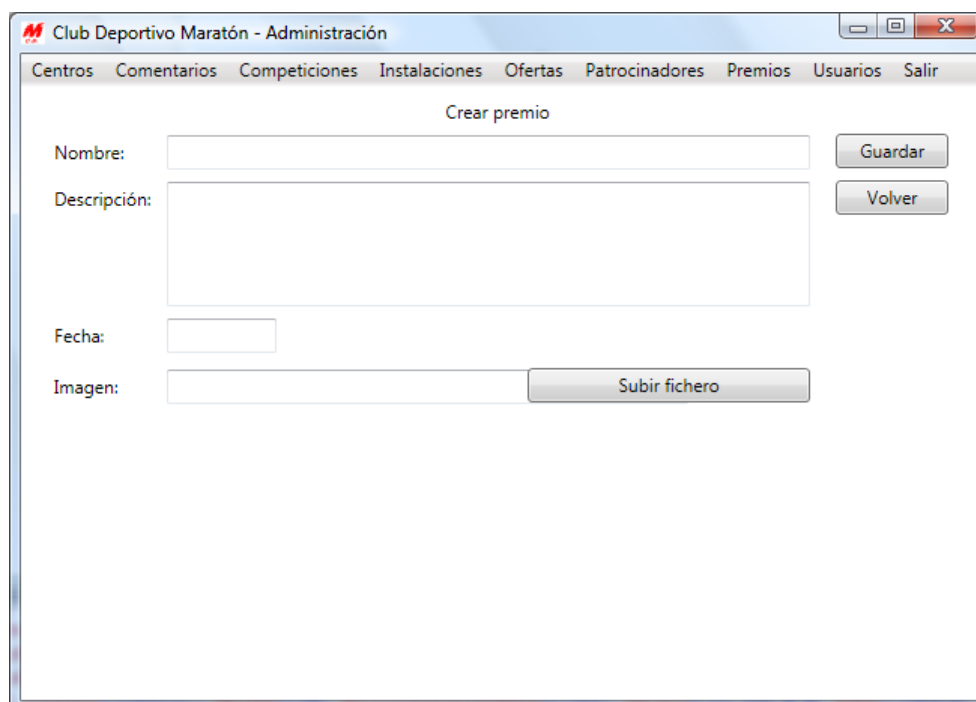 Club Deportivo Maratón - Administración
Centros Comentarios Competiciones Instalaciones Ofertas Patrocinadores Premios Usuarios Salir
Crear premio
Nombre: Guardar
Descripción: Volver
Fecha:
Imagen: Subir fichero